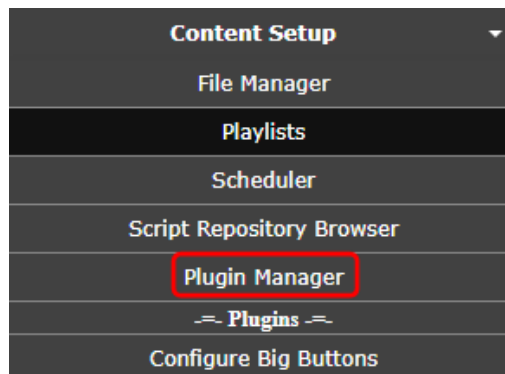 Content Setup
File Manager
Playlists
Scheduler
Script Repository Browser
Plugin Manager
-=- Plugins -=-
Configure Big Buttons